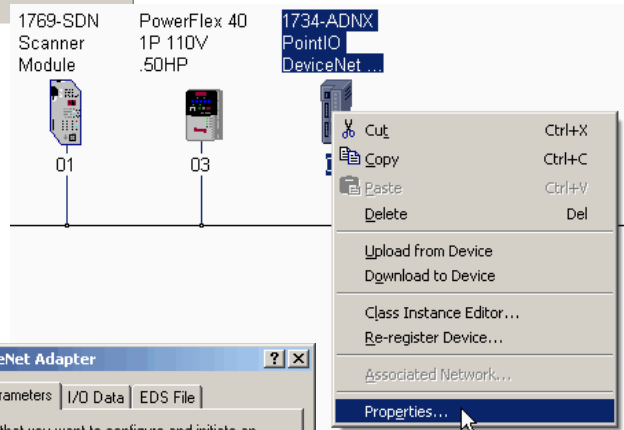 1769-SDN
Scanner
Module
PowerFlex 40
1P 110V
.50HP
1734-ADNX
PointIO
DeviceNet ...
01
03
Cut Ctrl+X
Copy Ctrl+C
Paste Ctrl+V
Delete Del
Upload from Device
Download to Device
Class Instance Editor...
Re-register Device...
Associated Network...
Properties...
eNet Adapter
rameters I/O Data EDS File
that you want to configure and initiate an